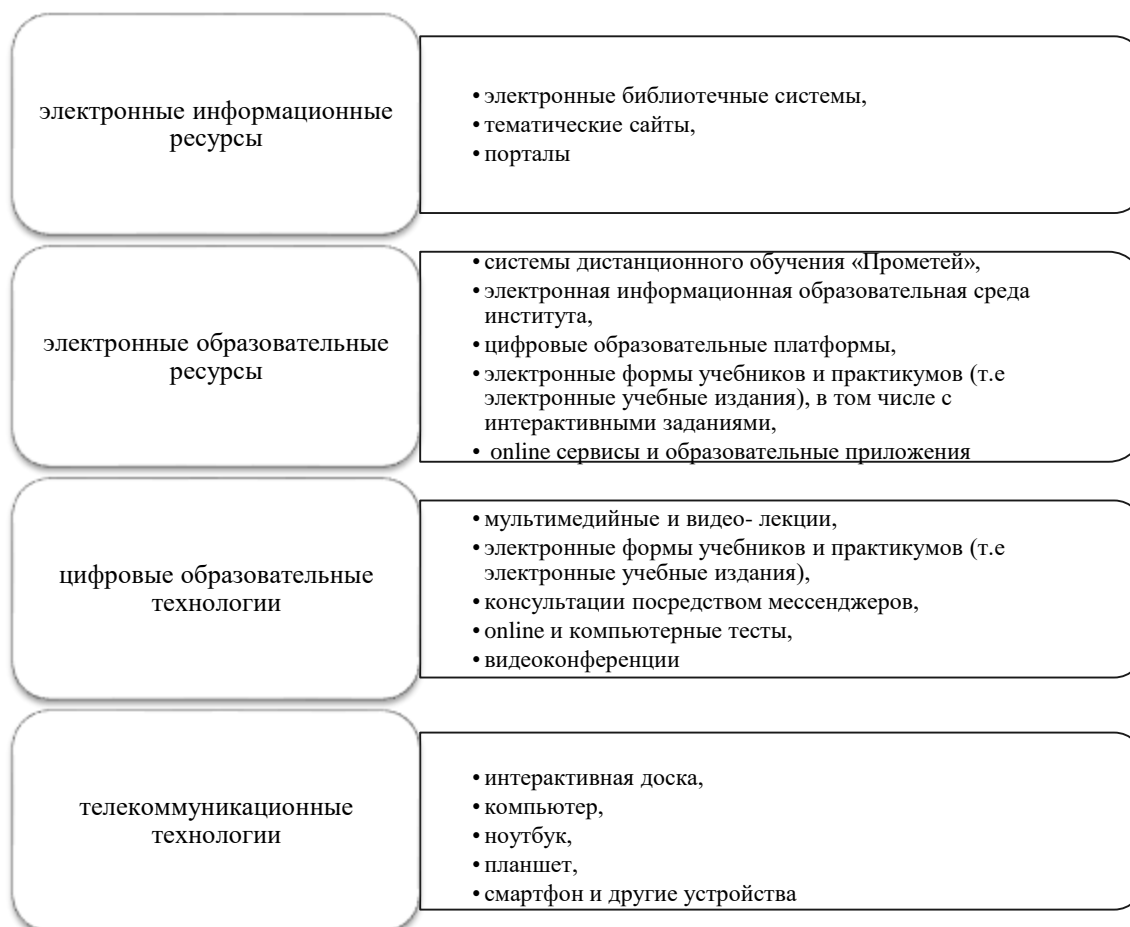 электронные информационные
ресурсы
• электронные библиотечные системы,
• тематические сайты,
• порталы
электронные образовательные
ресурсы
• системы дистанционного обучения «Прометей»,
• электронная информационная образовательная среда
института,
• цифровые образовательные платформы,
• электронные формы учебников и практикумов (т.е
электронные учебные издания), в том числе с
интерактивными заданиями,
• online сервисы и образовательные приложения
цифровые образовательные
технологии
• мультимедийные и видео- лекции,
• электронные формы учебников и практикумов (т.е
электронные учебные издания),
• консультации посредством мессенджеров,
• online и компьютерные тесты,
• видеоконференции
телекоммуникационные
технологии
• интерактивная доска,
• компьютер,
• ноутбук,
• планшет,
• смартфон и другие устройства